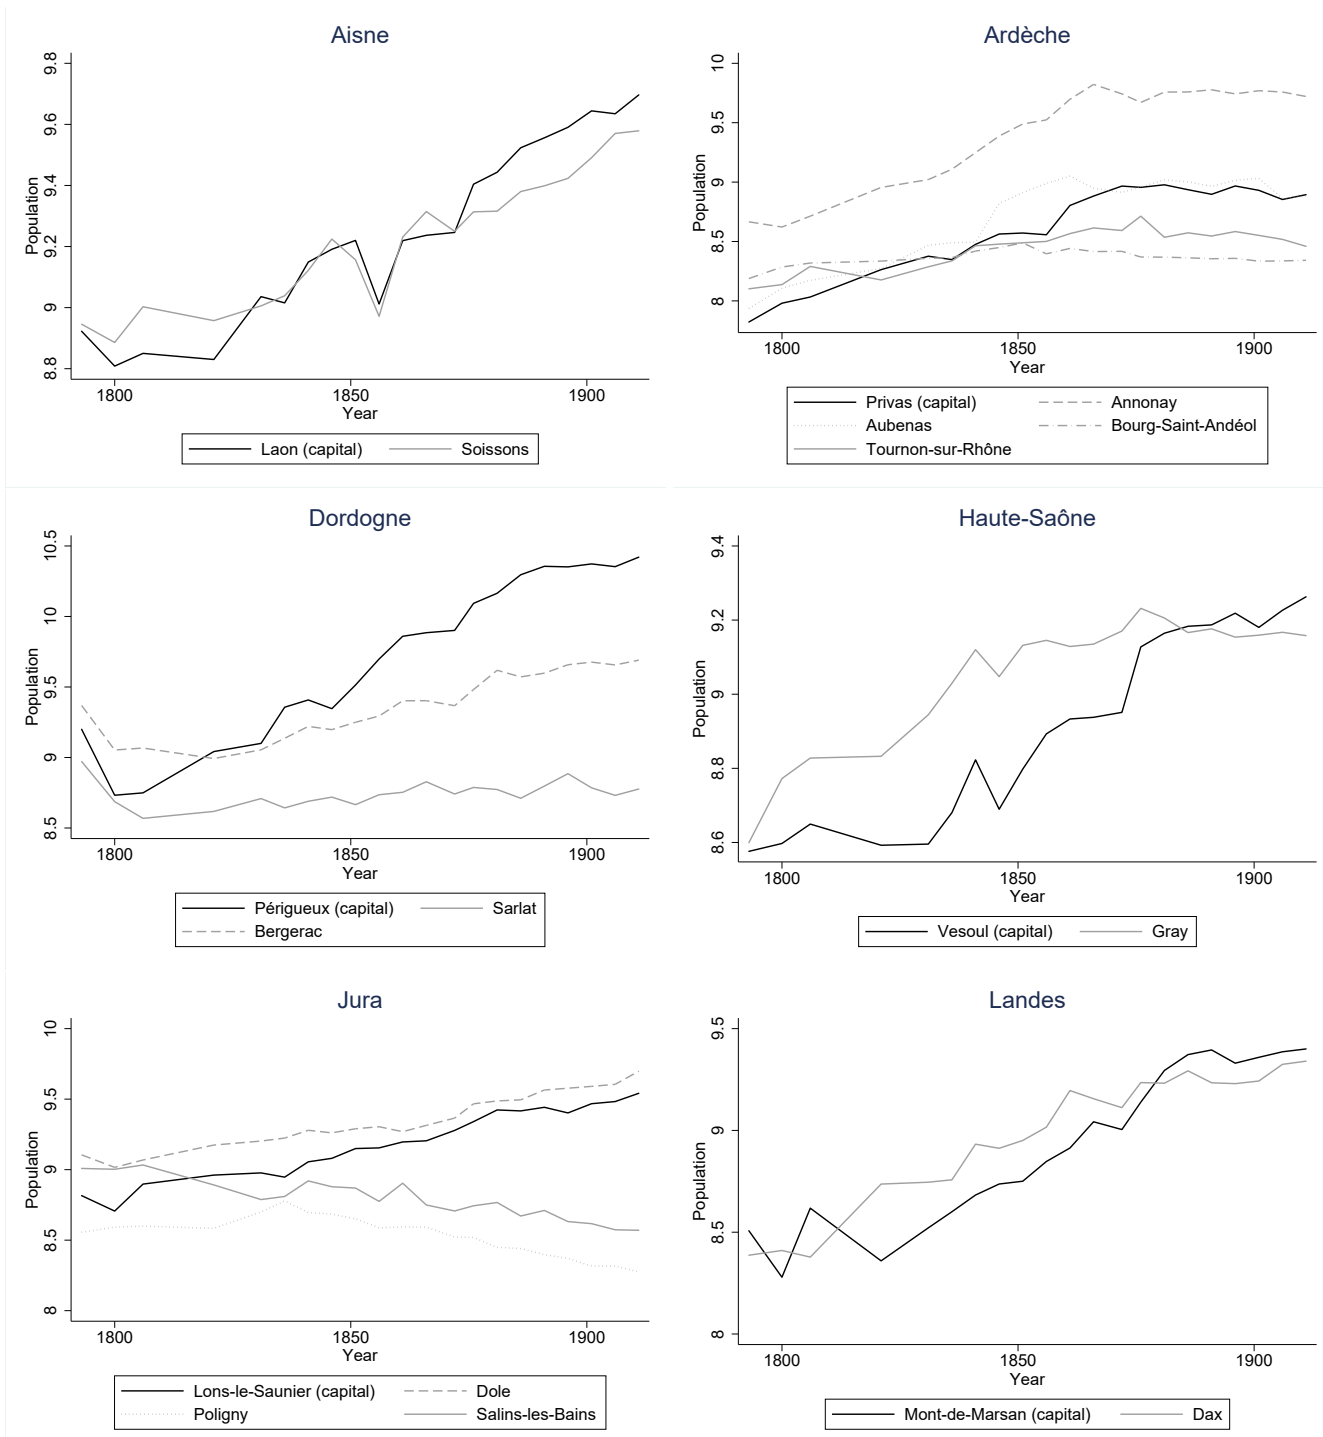 Aisne
Population
9.8
9.6
9.4
9.2
9
8.8
1800 1850 1900
Year
Laon (capital) Soissons
Ardèche
Population
10
9.5
9
8.5
8
1800 1850 1900
Year
Privas (capital) Annonay
Aubenas Bourg-Saint-Andéol
Tournon-sur-Rhône
Dordogne
Population
10.5
10
9.5
9
8.5
1800 1850 1900
Year
Périgueux (capital) Sarlat
Bergerac
Haute-Saône
Population
9.4
9.2
9
8.8
8.6
1800 1850 1900
Year
Vesoul (capital) Gray
Jura
Population
10
9.5
9
8.5
8
1800 1850 1900
Year
Lons-le-Saunier (capital) Dole
Poligny Salins-les-Bains
Landes
Population
9.5
9
8.5
8
1800 1850 1900
Year
Mont-de-Marsan (capital) Dax